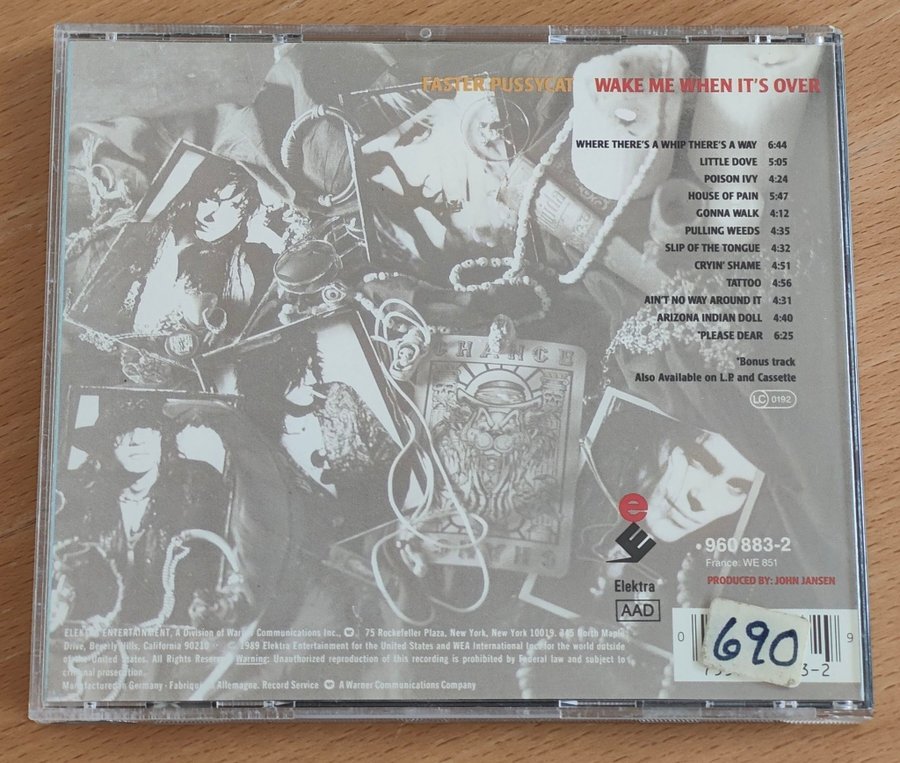 FASTER PUSSYCAT WAKE ME WHEN IT'S OVER
WHERE THERE'S A WHIP THERE'S A WAY 6:44
LITTLE DOVE 5:05
POISON IVY 4:24
HOUSE OF PAIN 5:47
GONNA WALK 4:12
PULLING WEEDS 4:35
SLIP OF THE TONGUE 4:32
CRYIN' SHAME 4:51
TATTOO 4:56
AIN'T NO WAY AROUND IT 4:31
ARIZONA INDIAN DOLL 4:40
*PLEASE DEAR 6:25
*Bonus track
Also Available on L.P. and Cassette
LC 0192
CHANCE
e
E
Elektra
AAD
• 960 883-2
France: WE 851
PRODUCED BY: JOHN JANSEN
ELEKTRA ENTERTAINMENT, A Division of Warner Communications Inc., 75 Rockefeller Plaza, New York, New York 10019. 345 North Maple
Drive, Beverly Hills, California 90210 © 1989 Elektra Entertainment for the United States and WEA International Inc. for the world outside
of the United States. All Rights Reserved. Warning: Unauthorized reproduction of this recording is prohibited by Federal law and subject to
criminal prosecution.
Manufactured in Germany · Fabriqué en Allemagne. Record Service A Warner Communications Company
0 9
690
3-2